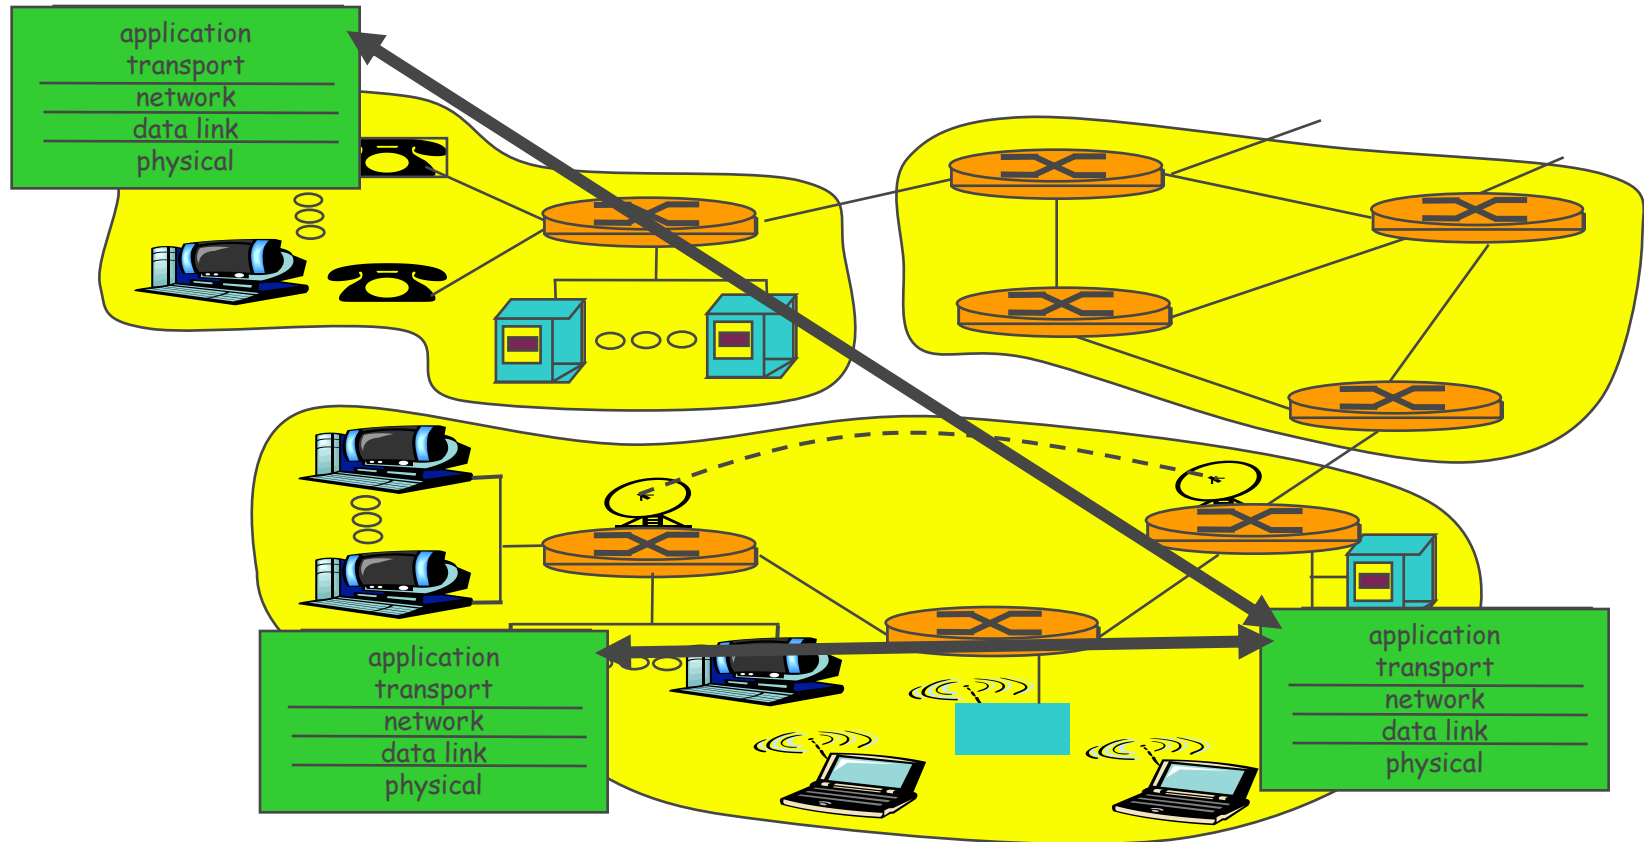 application
transport
network
data link
physical
application
transport
network
data link
physical
application
transport
network
data link
physical